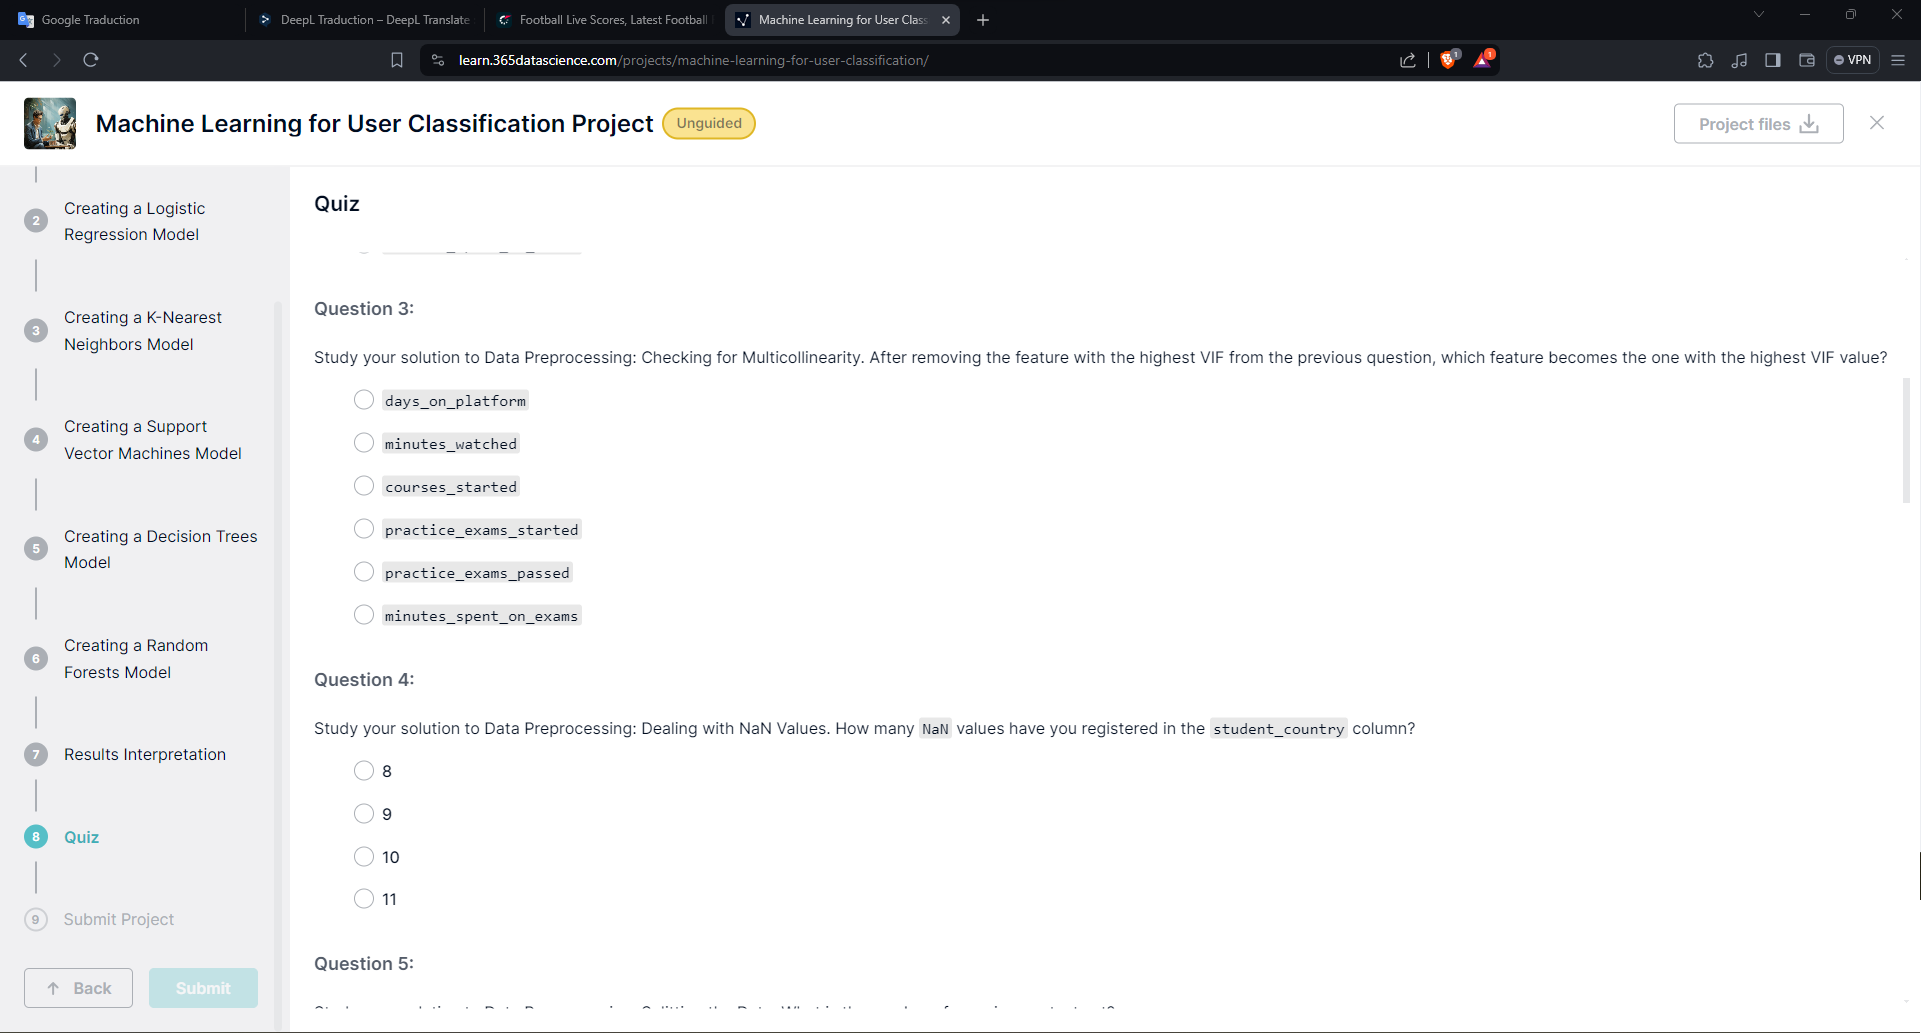 Google Traduction
DeepL Traduction – DeepL Translate
Football Live Scores, Latest Football
Machine Learning for User Class
learn.365datascience.com/projects/machine-learning-for-user-classification/
1
1
VPN
Machine Learning for User Classification Project
Unguided
Project files
2
Creating a Logistic
Regression Model
3
Creating a K-Nearest
Neighbors Model
4
Creating a Support
Vector Machines Model
5
Creating a Decision Trees
Model
6
Creating a Random
Forests Model
7
Results Interpretation
8
Quiz
9
Submit Project
Back
Submit
Quiz
Question 3:
Study your solution to Data Preprocessing: Checking for Multicollinearity. After removing the feature with the highest VIF from the previous question, which feature becomes the one with the highest VIF value?
days_on_platform
minutes_watched
courses_started
practice_exams_started
practice_exams_passed
minutes_spent_on_exams
Question 4:
Study your solution to Data Preprocessing: Dealing with NaN Values. How many NaN values have you registered in the student_country column?
8
9
10
11
Question 5: